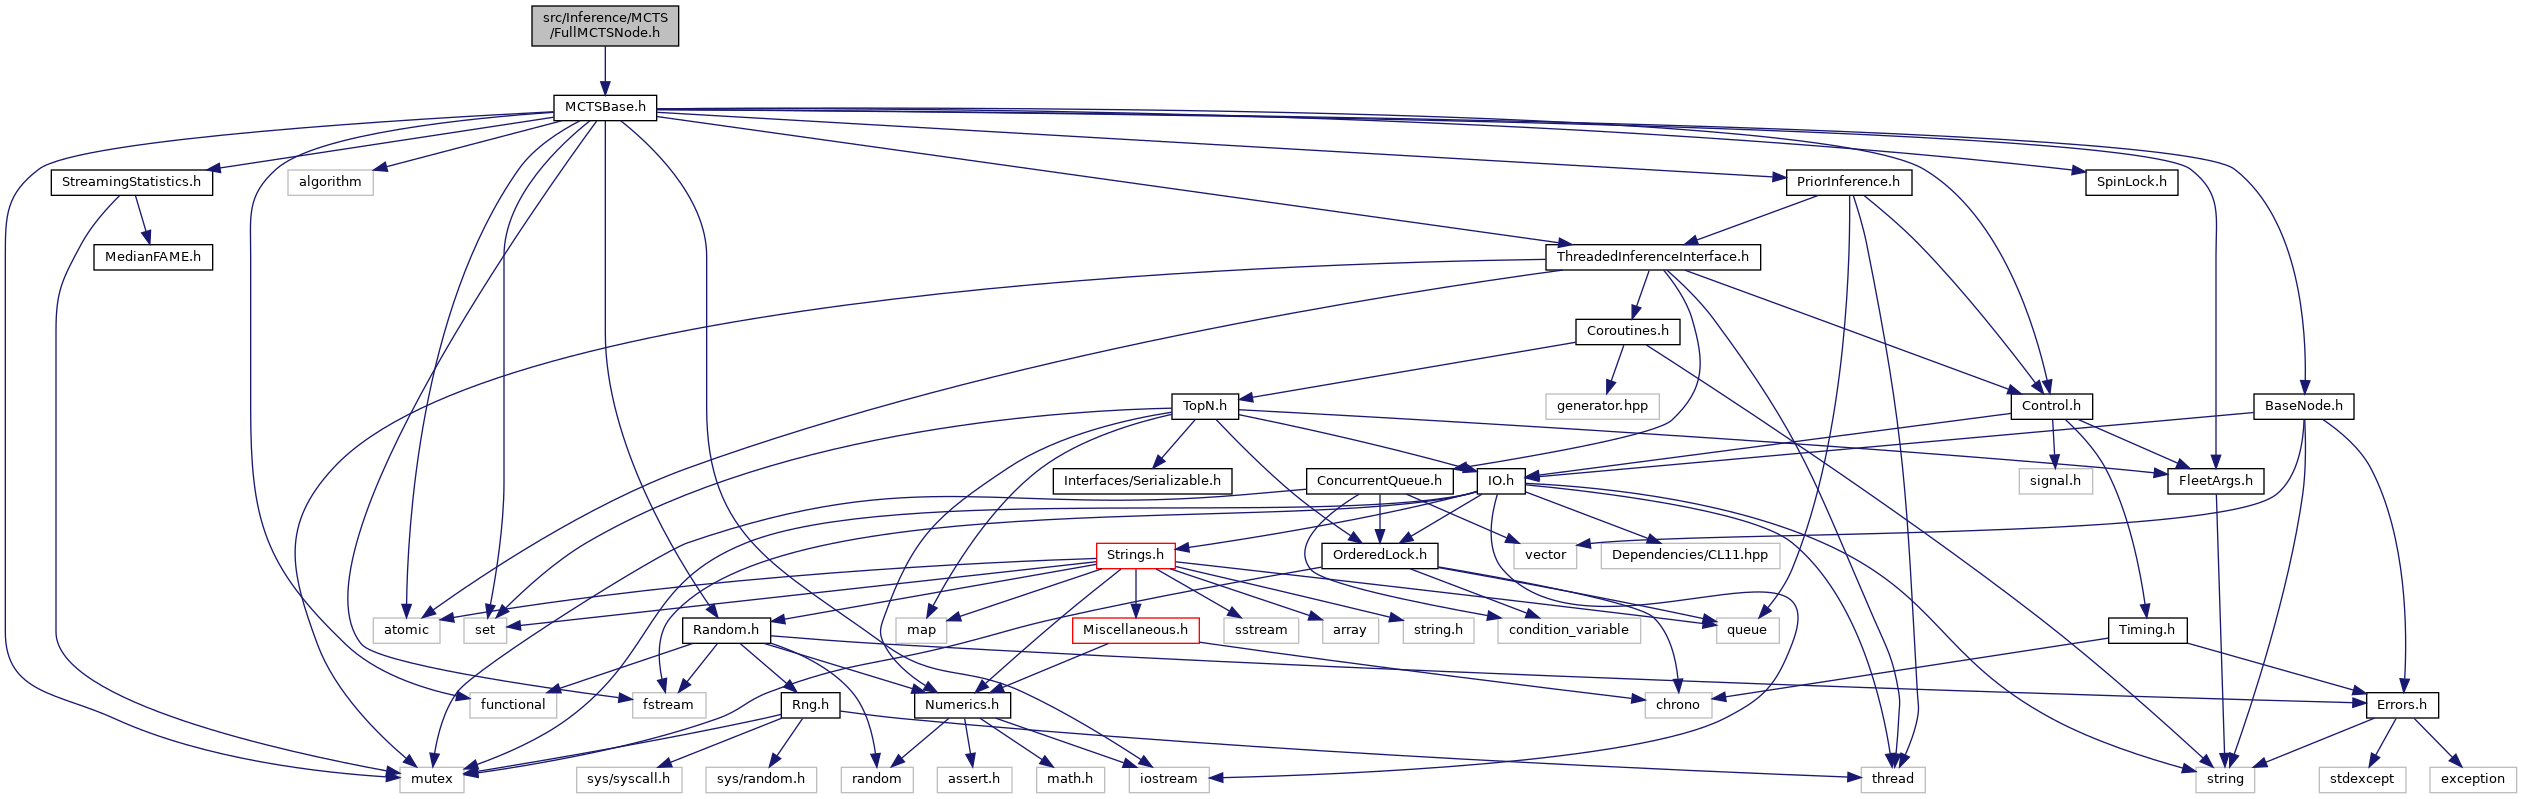 src/Inference/MCTS
/FullMCTSNode.h
MCTSBase.h
StreamingStatistics.h
algorithm
PriorInference.h
SpinLock.h
MedianFAME.h
ThreadedInferenceInterface.h
Coroutines.h
generator.hpp
TopN.h
Control.h
BaseNode.h
Interfaces/Serializable.h
ConcurrentQueue.h
IO.h
signal.h
FleetArgs.h
Strings.h
OrderedLock.h
vector
Dependencies/CL11.hpp
atomic
set
Random.h
map
Miscellaneous.h
sstream
array
string.h
condition_variable
queue
Timing.h
functional
fstream
Rng.h
Numerics.h
chrono
Errors.h
mutex
sys/syscall.h
sys/random.h
random
assert.h
math.h
iostream
thread
string
stdexcept
exception